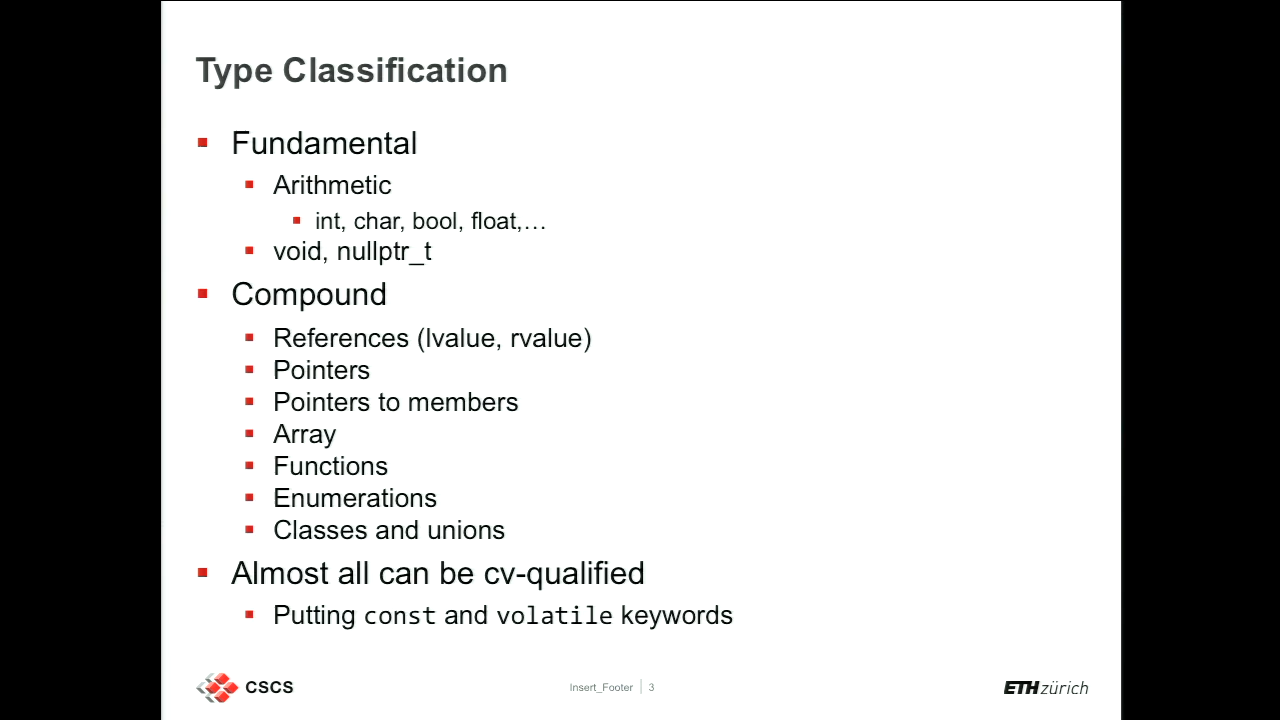 Type Classification
Fundamental
Arithmetic
int, char, bool, float,…
void, nullptr_t
Compound
References (lvalue, rvalue)
Pointers
Pointers to members
Array
Functions
Enumerations
Classes and unions
Almost all can be cv-qualified
Putting const and volatile keywords
CSCS
Insert_Footer | 3
ETH zürich